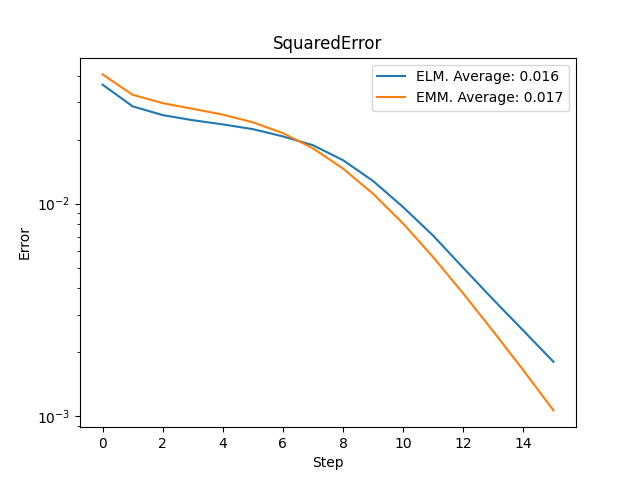 SquaredError
ELM. Average: 0.016
EMM. Average: 0.017
10⁻²
10⁻³
Error
0 2 4 6 8 10 12 14
Step